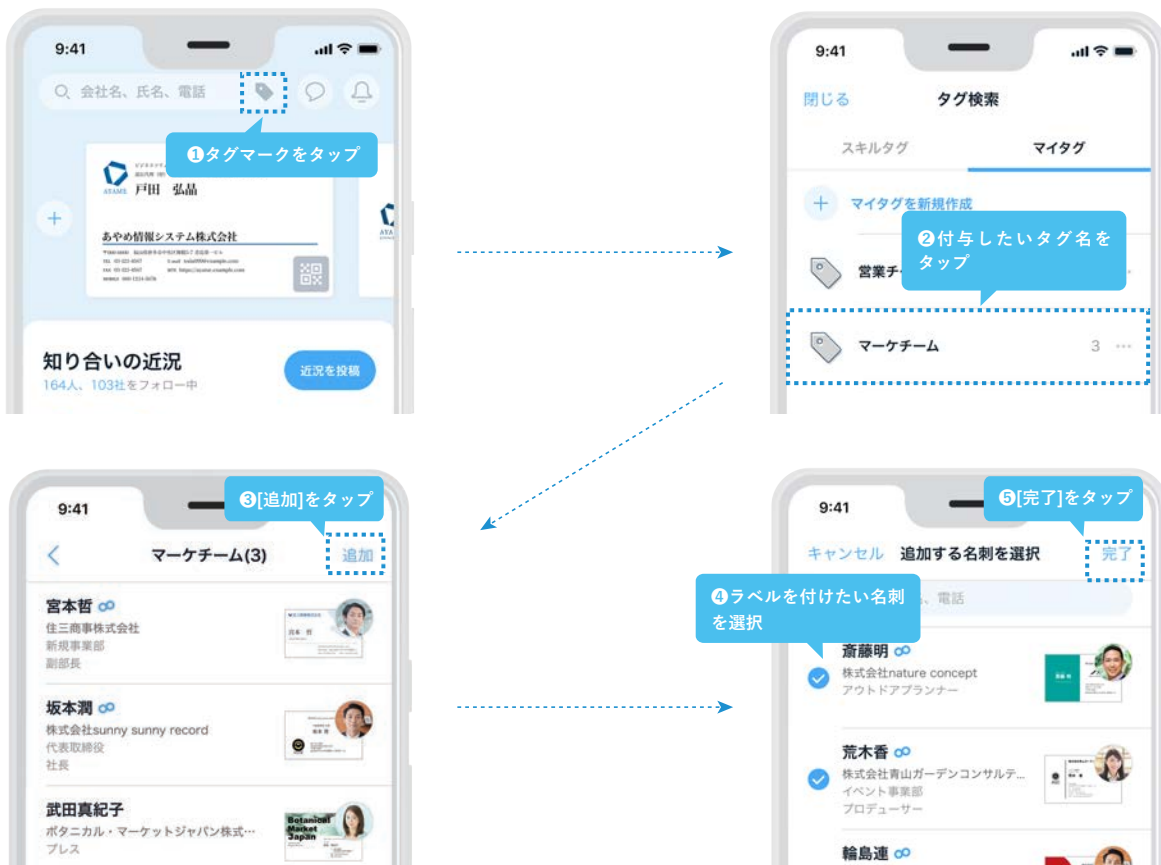 9:41
会社名、氏名、電話
❶タグマークをタップ
AYAME
戸田 弘晶
あやめ情報システム株式会社
知り合いの近況
164人、103社をフォロー中
近況を投稿
9:41
閉じる
タグ検索
スキルタグ
マイタグ
マイタグを新規作成
❷付与したいタグ名を
タップ
営業チ
マーケチーム
3
9:41
❸[追加]をタップ
マーケチーム(3)
追加
宮本哲
住三商事株式会社
新規事業部
副部長
坂本潤
株式会社sunny sunny record
代表取締役
社長
武田真紀子
ボタニカル・マーケットジャパン株式…
プレス
Botanical
Market
Japan
9:41
❺[完了]をタップ
キャンセル
追加する名刺を選択
完了
❹ラベルを付けたい名刺
を選択
、電話
斎藤明
株式会社nature concept
アウトドアプランナー
荒木香
株式会社青山ガーデンコンサルテ...
イベント事業部
プロデューサー
輪島連